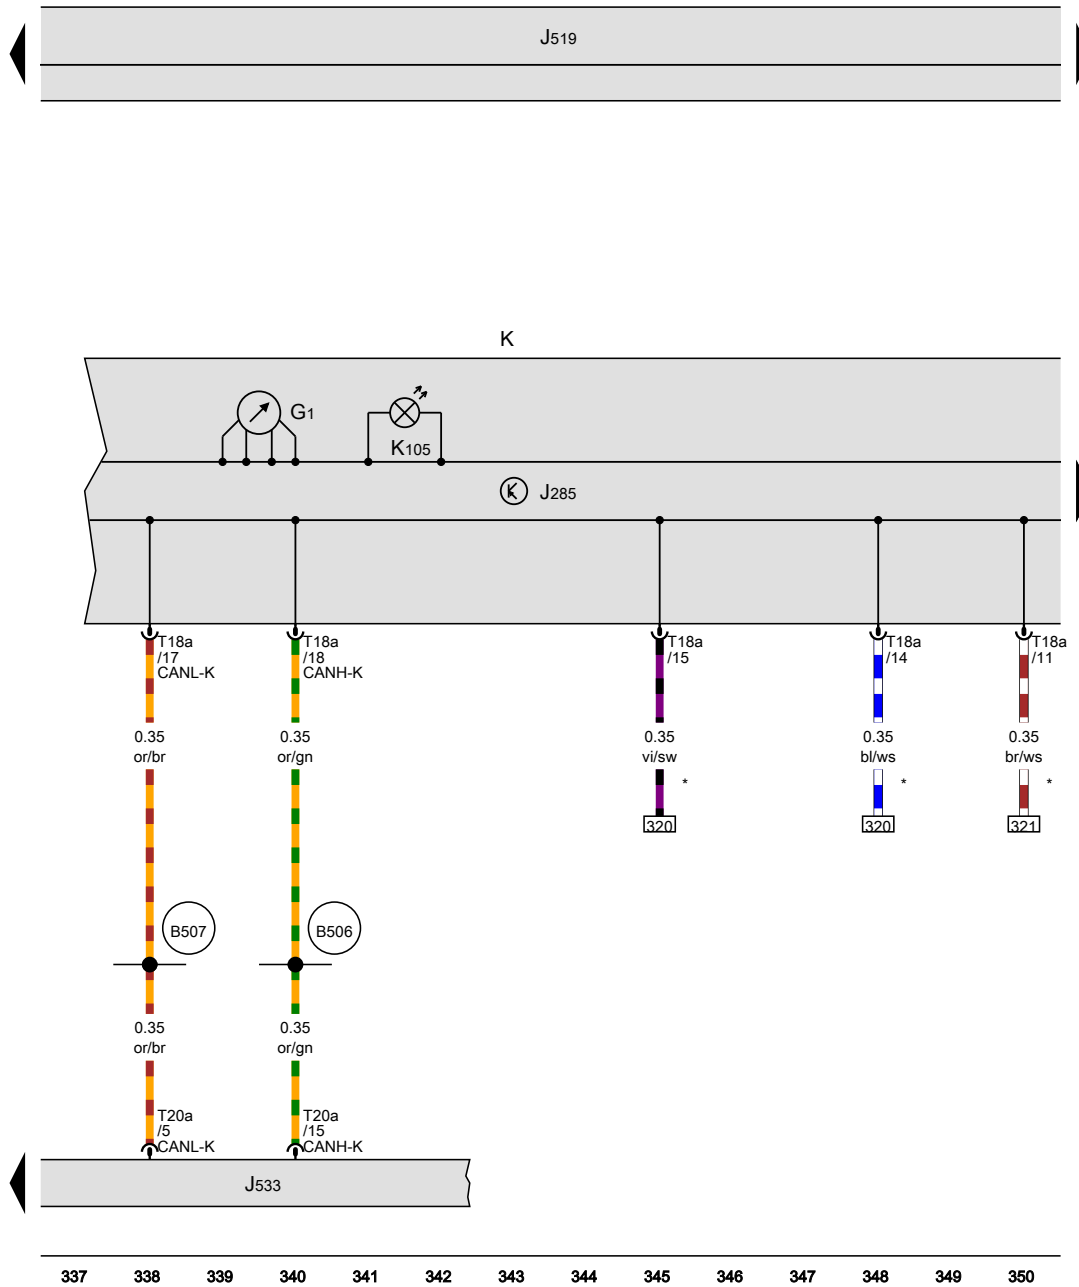 J519
K
G1
K105
J285
T18a
/17
CANL-K
T18a
/18
CANH-K
T18a
/15
T18a
/14
T18a
/11
0.35
or/br
0.35
or/gn
0.35
vi/sw
0.35
bl/ws
0.35
br/ws
*
*
*
320
320
321
B507
B506
0.35
or/br
0.35
or/gn
T20a
/5
CANL-K
T20a
/15
CANH-K
J533
337 338 339 340 341 342 343 344 345 346 347 348 349 350